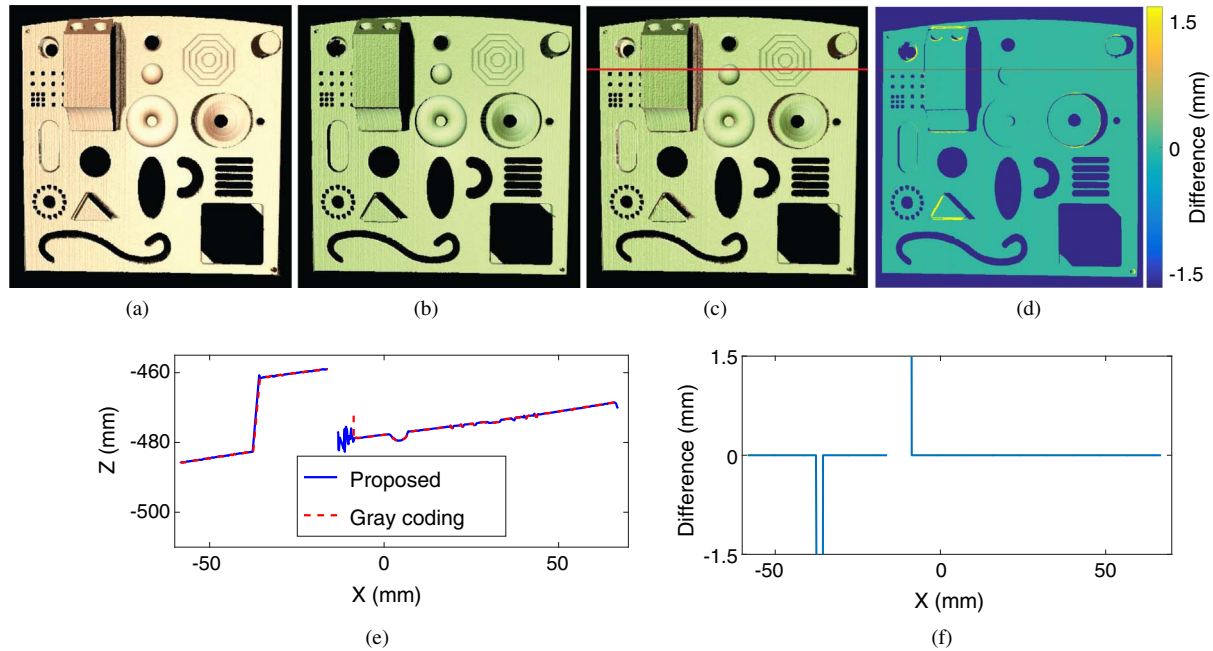 1.5
0
-1.5
Difference (mm)
(a)
(b)
(c)
(d)
-460
-480
-500
Z (mm)
Proposed
Gray coding
-50
0
50
X (mm)
(e)
1.5
0
-1.5
Difference (mm)
-50
0
50
X (mm)
(f)